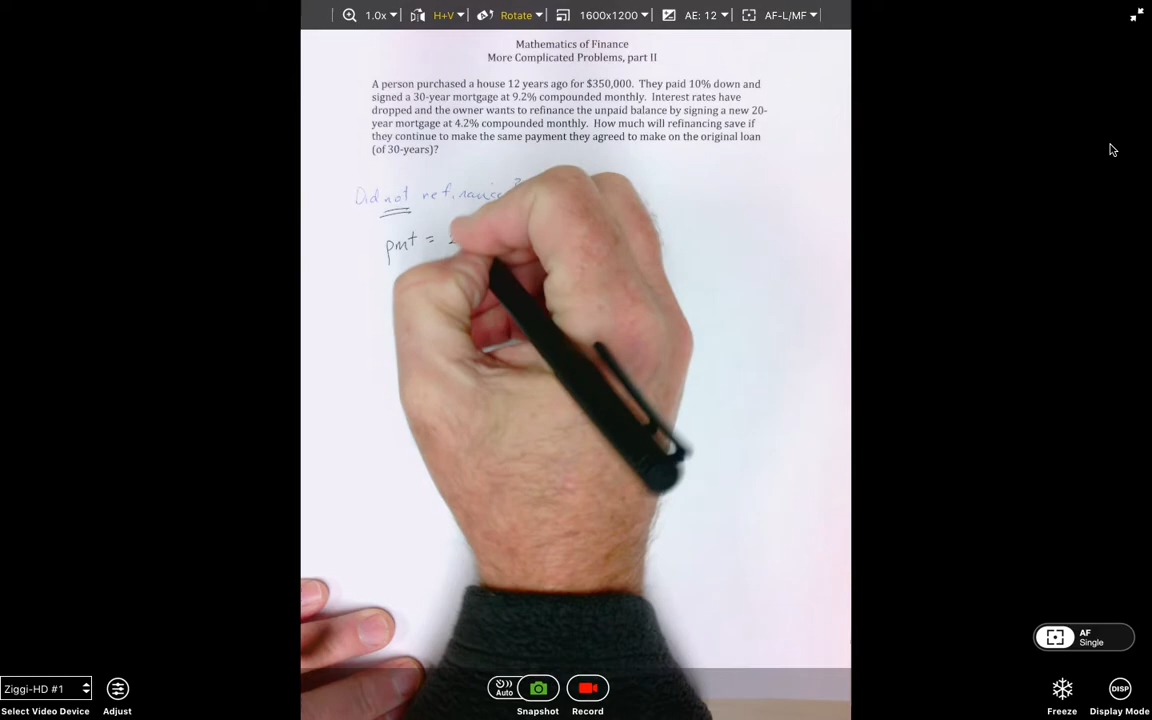 1.0x H+V Rotate 1600x1200 AE: 12 AF-L/MF
Mathematics of Finance
More Complicated Problems, part II
A person purchased a house 12 years ago for $350,000. They paid 10% down and
signed a 30-year mortgage at 9.2% compounded monthly. Interest rates have
dropped and the owner wants to refinance the unpaid balance by signing a new 20-
year mortgage at 4.2% compounded monthly. How much will refinancing save if
they continue to make the same payment they agreed to make on the original loan
(of 30-years)?
Did not refinance
pmt =
AF
Single
Ziggi-HD #1
Auto
Select Video Device
Adjust
Snapshot
Record
Freeze
DISP
Display Mode